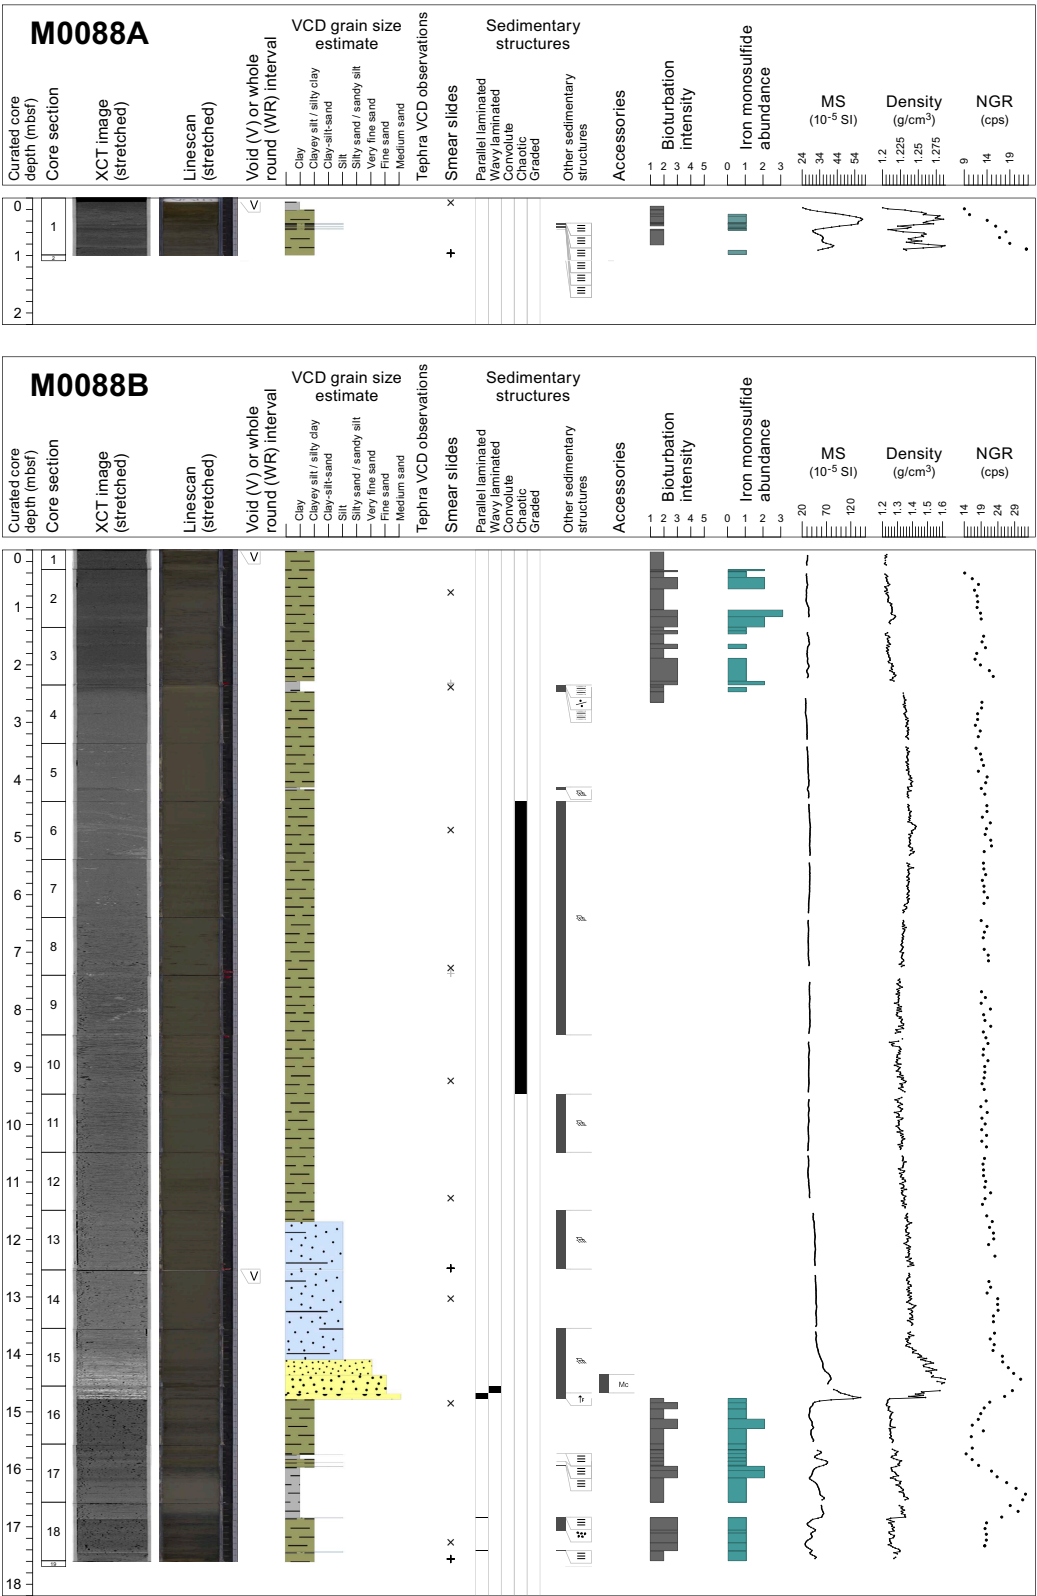 M0088A
Curated core
depth (mbsf)
Core section
XCT image
(stretched)
Linescan
(stretched)
Void (V) or whole
round (WR) interval
VCD grain size
estimate
Clay
Clayey silt / silty clay
Clay-silt-sand
Silt
Silty sand / sandy silt
Very fine sand
Fine sand
Medium sand
Tephra VCD observations
Smear slides
Sedimentary
structures
Parallel laminated
Wavy laminated
Convolute
Chaotic
Graded
Other sedimentary
structures
Accessories
Bioturbation
intensity
1 2 3 4 5
Iron monosulfide
abundance
0 1 2 3
MS
(10⁻⁵ SI)
24 34 44 54
Density
(g/cm³)
1.2 1.225 1.25 1.275
NGR
(cps)
9 14 19
0
1
2
1
2
V
M0088B
Curated core
depth (mbsf)
Core section
XCT image
(stretched)
Linescan
(stretched)
Void (V) or whole
round (WR) interval
VCD grain size
estimate
Clay
Clayey silt / silty clay
Clay-silt-sand
Silt
Silty sand / sandy silt
Very fine sand
Fine sand
Medium sand
Tephra VCD observations
Smear slides
Sedimentary
structures
Parallel laminated
Wavy laminated
Convolute
Chaotic
Graded
Other sedimentary
structures
Accessories
Bioturbation
intensity
1 2 3 4 5
Iron monosulfide
abundance
0 1 2 3
MS
(10⁻⁵ SI)
20 70 120
Density
(g/cm³)
1.2 1.3 1.4 1.5 1.6
NGR
(cps)
14 19 24 29
0
1
2
3
4
5
6
7
8
9
10
11
12
13
14
15
16
17
18
1
2
3
4
5
6
7
8
9
10
11
12
13
14
15
16
17
18
19
V
V
Mc